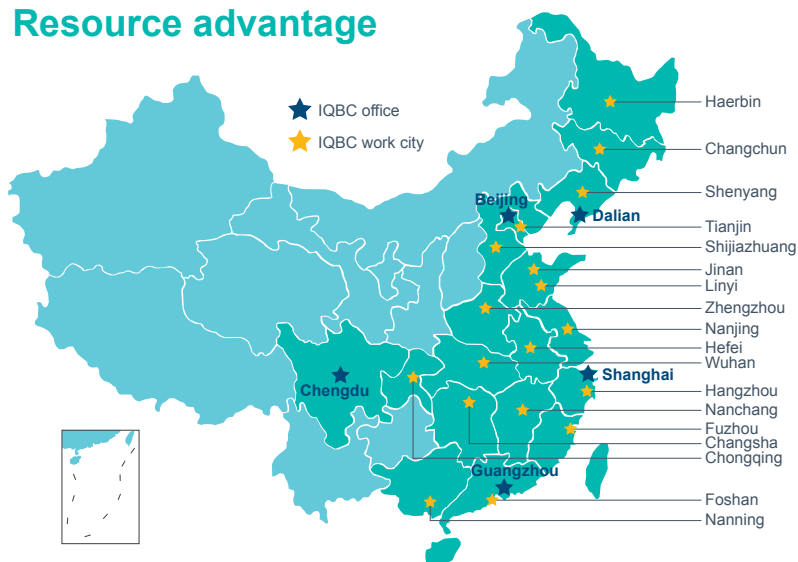 Resource advantage
IQBC office
IQBC work city
Haerbin
Changchun
Shenyang
Beijing
Dalian
Tianjin
Shijiazhuang
Jinan
Linyi
Zhengzhou
Nanjing
Hefei
Wuhan
Shanghai
Chengdu
Hangzhou
Nanchang
Fuzhou
Changsha
Chongqing
Guangzhou
Foshan
Nanning